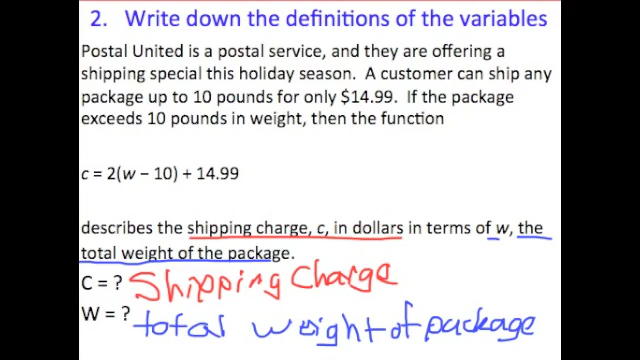 2. Write down the definitions of the variables
Postal United is a postal service, and they are offering a
shipping special this holiday season. A customer can ship any
package up to 10 pounds for only $14.99. If the package
exceeds 10 pounds in weight, then the function
c = 2(w − 10) + 14.99
describes the shipping charge, c, in dollars in terms of w, the
total weight of the package.
C = ? Shipping Charge
W = ? total weight of package